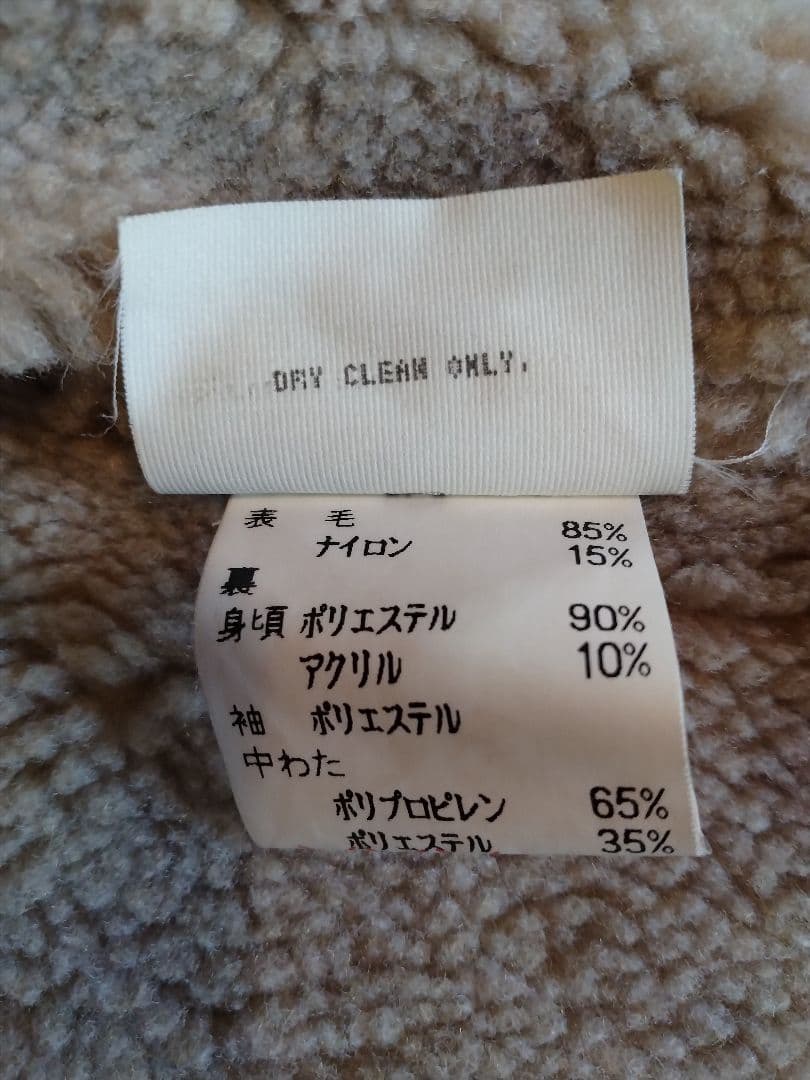 DRY CLEAN ONLY.
表 毛 85%
ナイロン 15%
裏
身頃 ポリエステル 90%
アクリル 10%
袖 ポリエステル
中わた
ポリプロピレン 65%
ポリエステル 35%